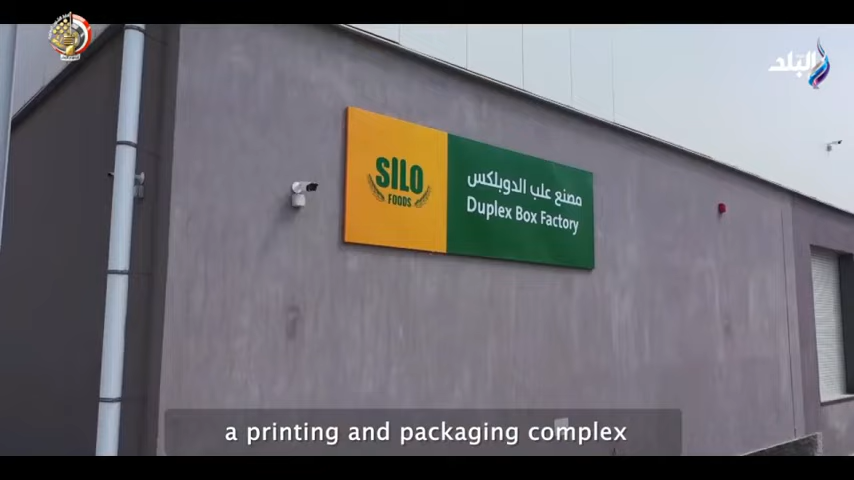 البلد
SILO
FOODS
مصنع علب الدوبلكس
Duplex Box Factory
a printing and packaging complex